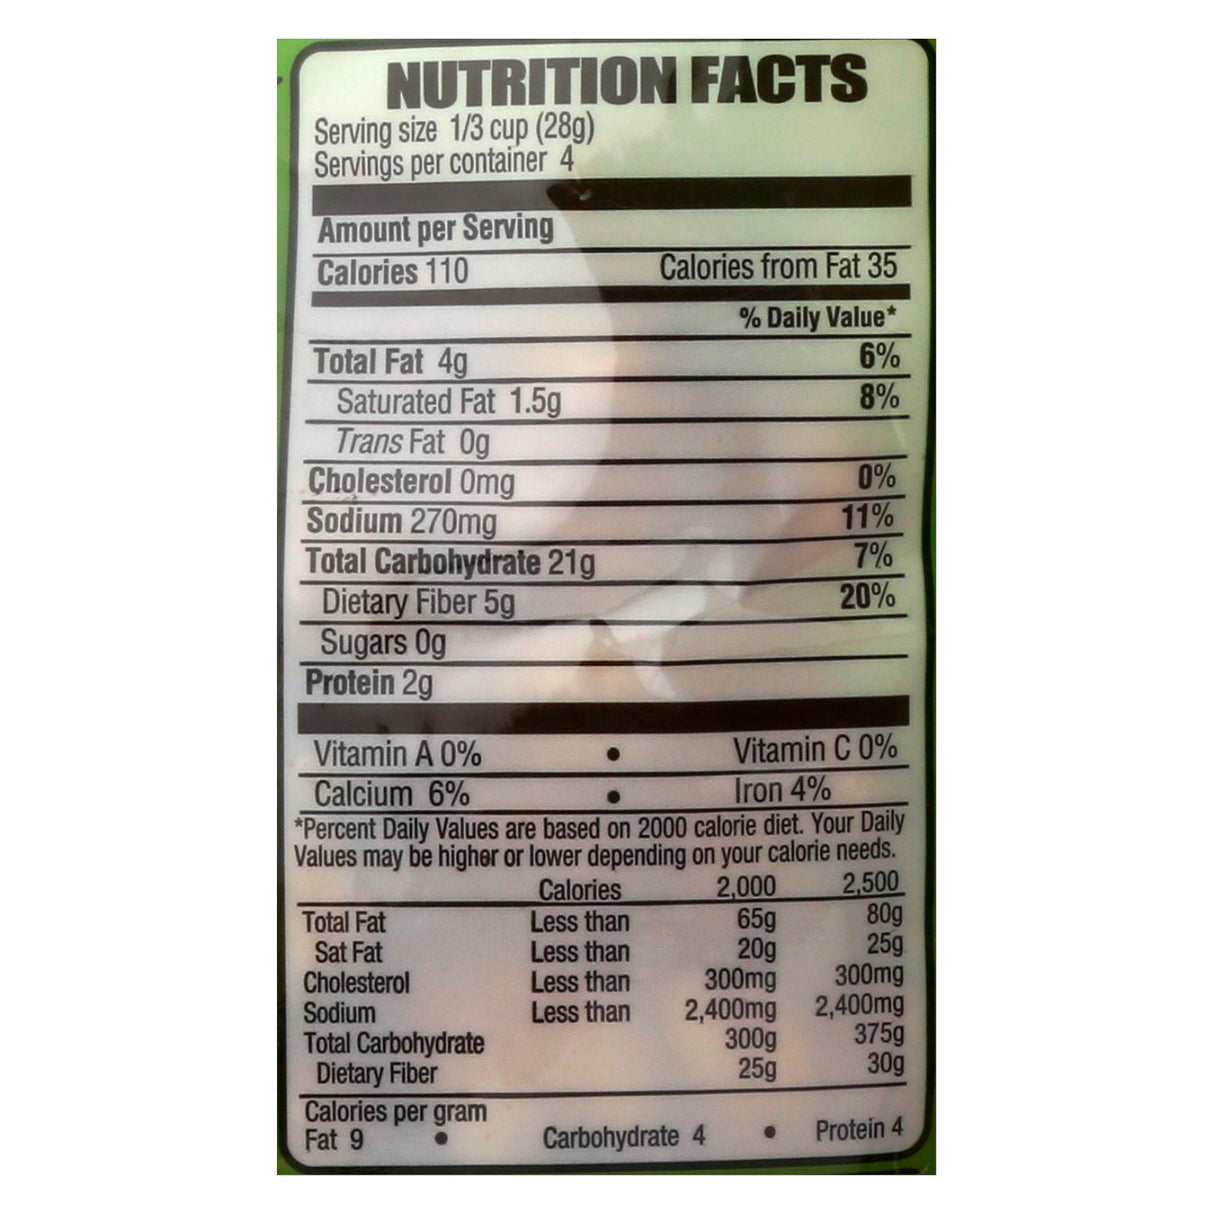 NUTRITION FACTS
Serving size 1/3 cup (28g)
Servings per container 4
Amount per Serving
Calories 110 Calories from Fat 35
% Daily Value*
Total Fat 4g 6%
Saturated Fat 1.5g 8%
Trans Fat 0g
Cholesterol 0mg 0%
Sodium 270mg 11%
Total Carbohydrate 21g 7%
Dietary Fiber 5g 20%
Sugars 0g
Protein 2g
Vitamin A 0% • Vitamin C 0%
Calcium 6% • Iron 4%
*Percent Daily Values are based on 2000 calorie diet. Your Daily
Values may be higher or lower depending on your calorie needs.
Calories 2,000 2,500
Total Fat Less than 65g 80g
Sat Fat Less than 20g 25g
Cholesterol Less than 300mg 300mg
Sodium Less than 2,400mg 2,400mg
Total Carbohydrate 300g 375g
Dietary Fiber 25g 30g
Calories per gram
Fat 9 • Carbohydrate 4 • Protein 4